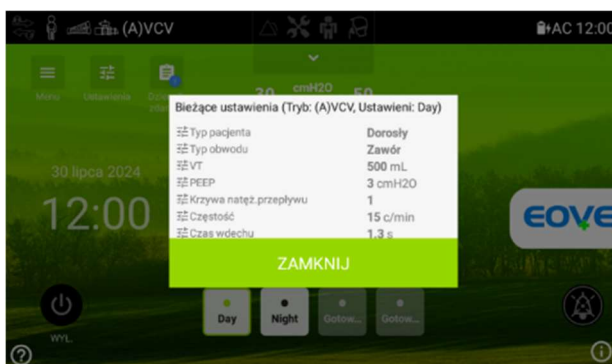 (A)VCV
AC 12:00
Menu
Ustawienia
30 cmH2O 50
Bieżące ustawienia (Tryb: (A)VCV, Ustawieni: Day)
Typ pacjenta Dorosły
Typ obwodu Zawór
VT 500 mL
PEEP 3 cmH2O
Krzywa natęż.przepływu 1
Częstość 15 c/min
Czas wdechu 1.3 s
30 lipca 2024
12:00
EOVE
ZAMKNIJ
Day
Night
Gotow...
Gotow...
WYŁ.